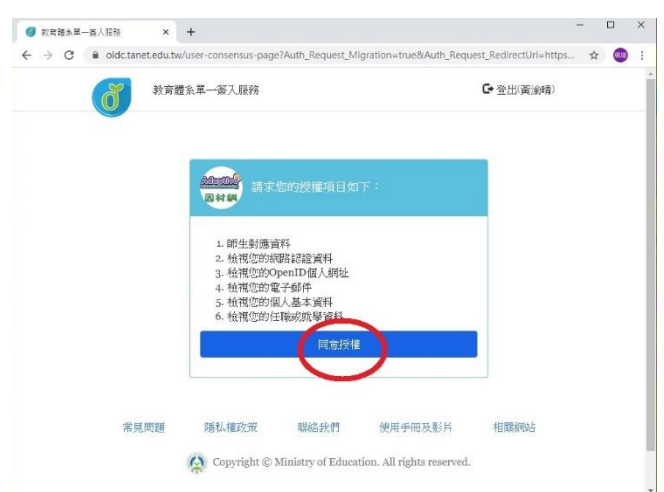 教育體系單一簽入服務
oidc.tanet.edu.tw/user-consensus-page?Auth_Request_Migration=true&Auth_Request_RedirectUri=https...
教育體系單一簽入服務
登出(黃渝晴)
Adaptive
因材網
請求您的授權項目如下：
1. 師生對應資料
2. 檢視您的網路認證資料
3. 檢視您的OpenID個人網址
4. 檢視您的電子郵件
5. 檢視您的個人基本資料
6. 檢視您的任職或就學資料
同意授權
常見問題 隱私權政策 聯絡我們 使用手冊及影片 相關網站
Copyright © Ministry of Education. All rights reserved.